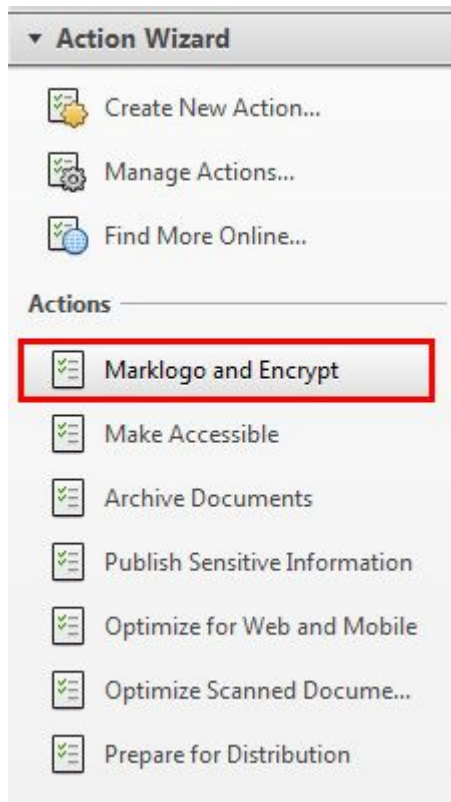 Action Wizard
Create New Action...
Manage Actions...
Find More Online...
Actions
Marklogo and Encrypt
Make Accessible
Archive Documents
Publish Sensitive Information
Optimize for Web and Mobile
Optimize Scanned Docume...
Prepare for Distribution